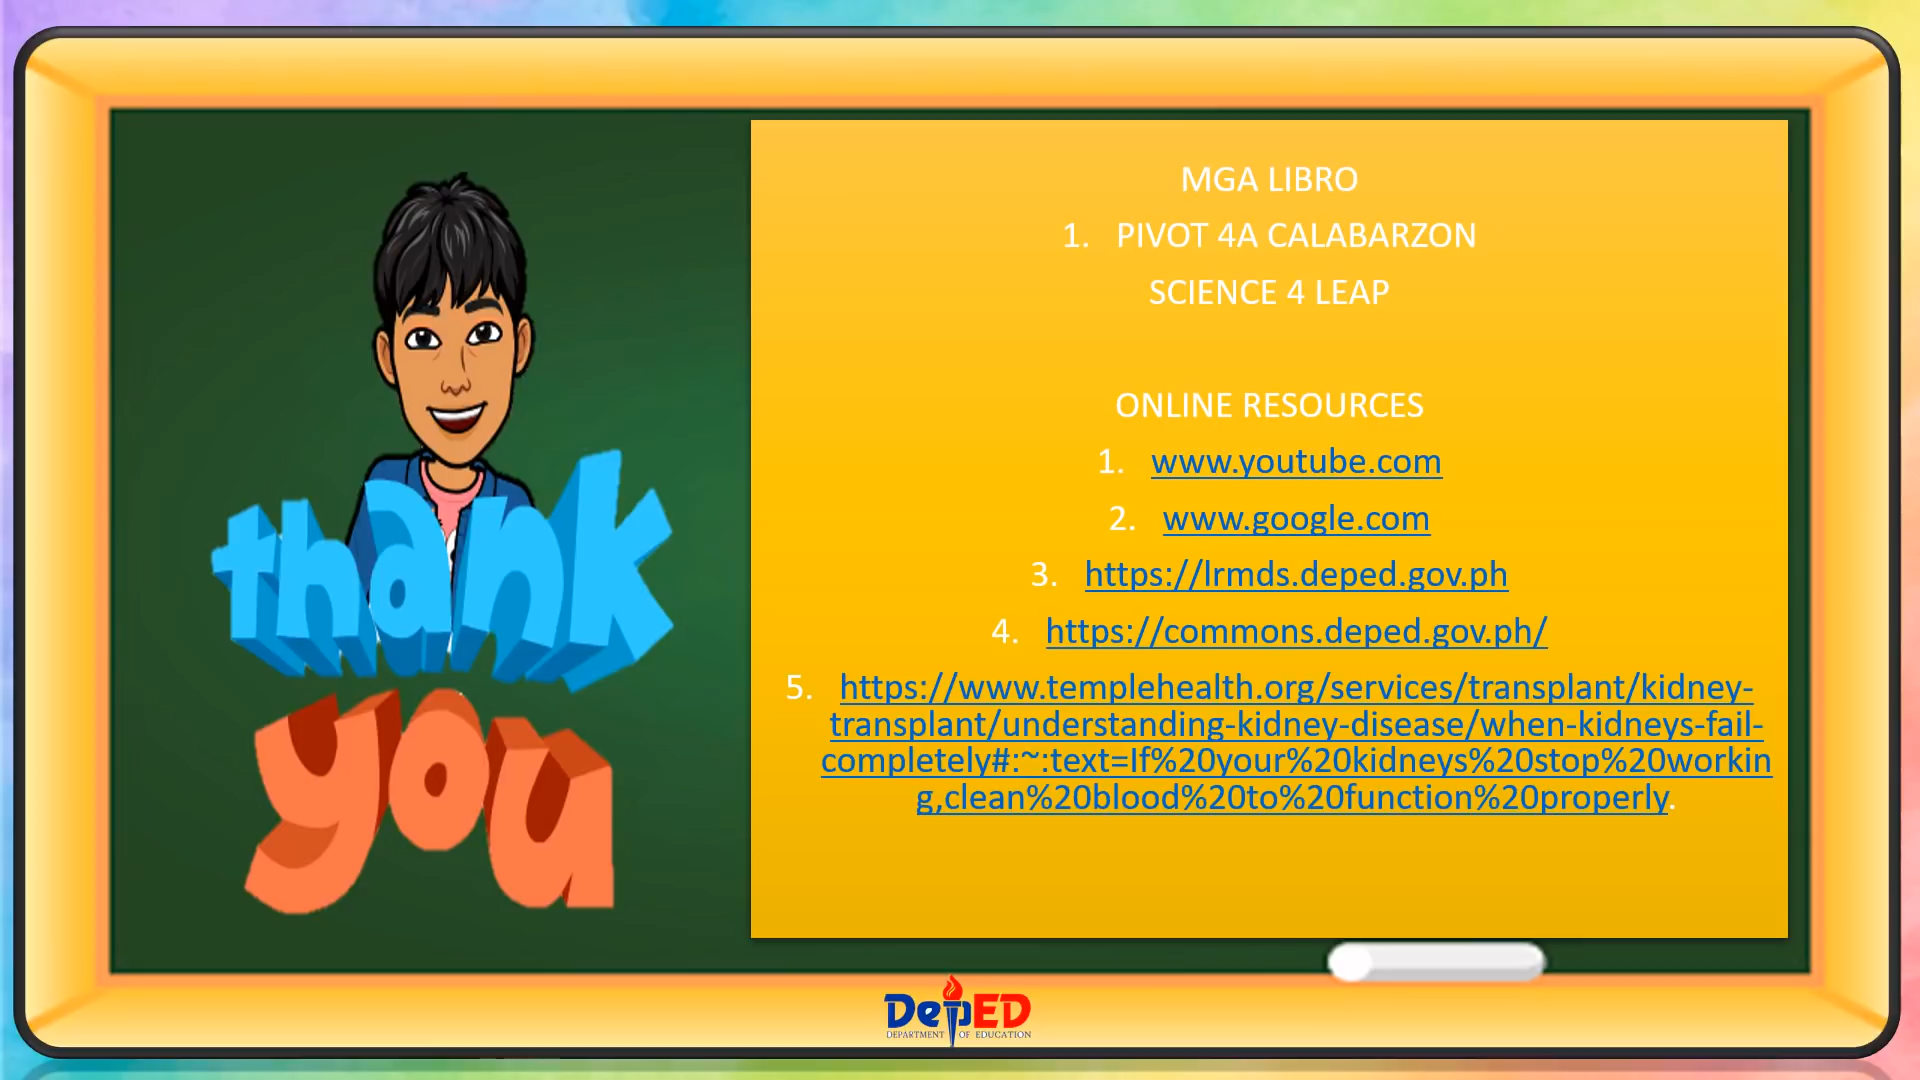 thank
you
MGA LIBRO
1. PIVOT 4A CALABARZON
SCIENCE 4 LEAP
ONLINE RESOURCES
1. www.youtube.com
2. www.google.com
3. https://lrmds.deped.gov.ph
4. https://commons.deped.gov.ph/
5. https://www.templehealth.org/services/transplant/kidney-
transplant/understanding-kidney-disease/when-kidneys-fail-
completely#:~:text=If%20your%20kidneys%20stop%20workin
g,clean%20blood%20to%20function%20properly.
DepED
DEPARTMENT OF EDUCATION